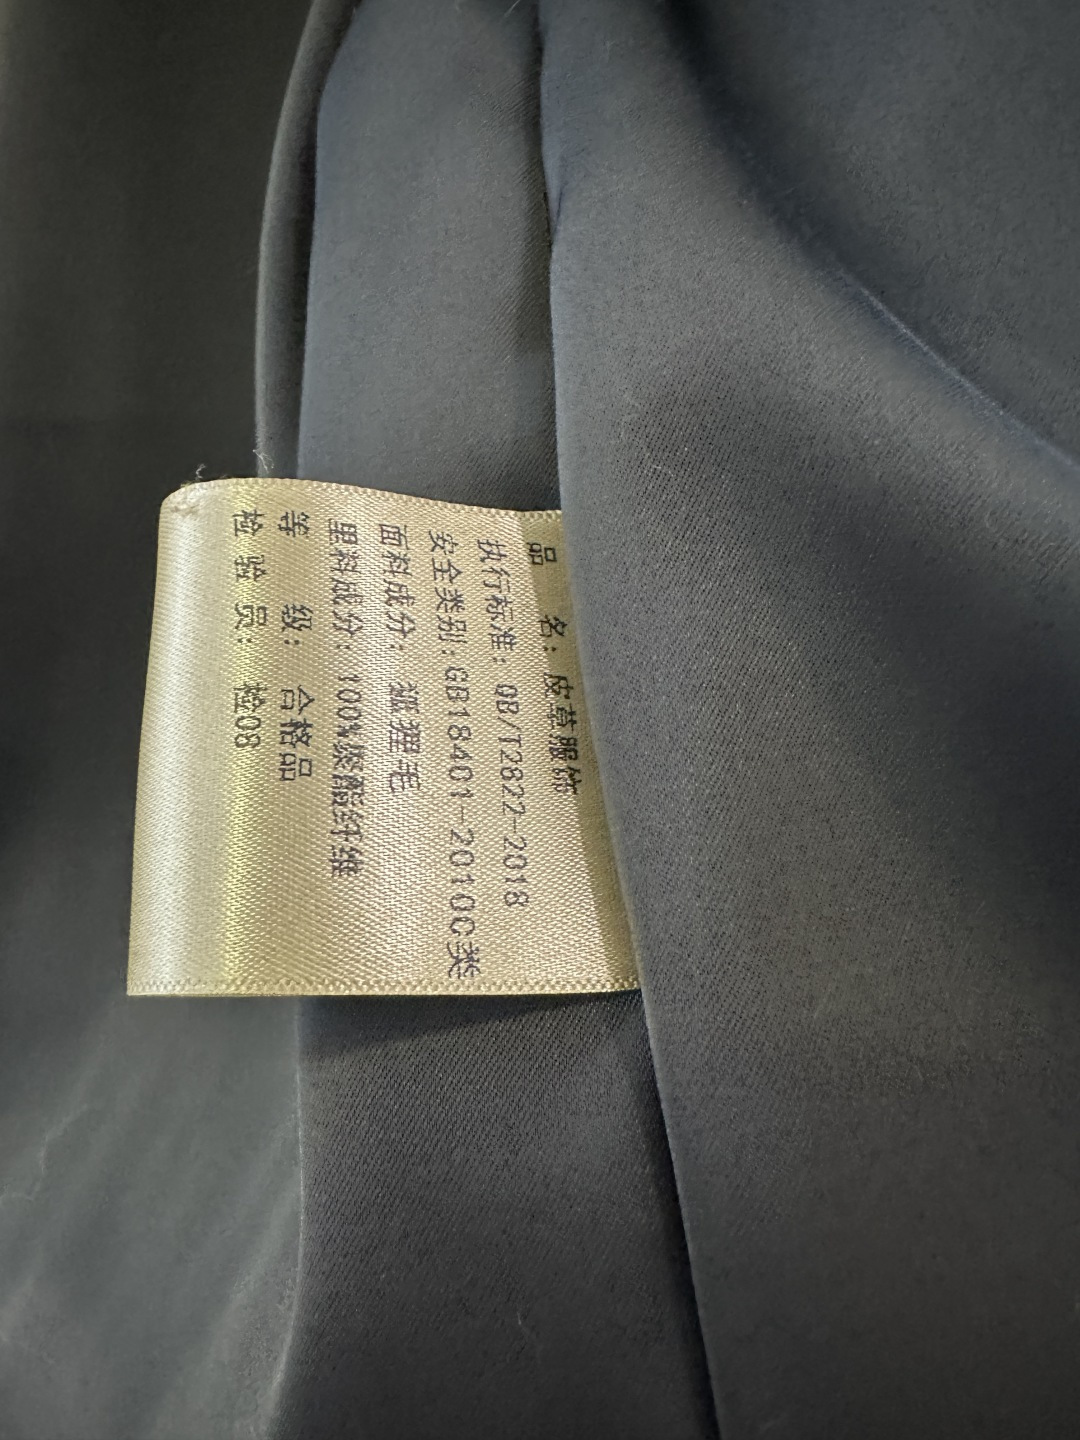 品 名：皮草服饰
执行标准：QB/T2822-2018
安全类别：GB18401-2010C类
面料成分：狐狸毛
里料成分：100%聚酯纤维
等 级：合格品
检 验 员：检08